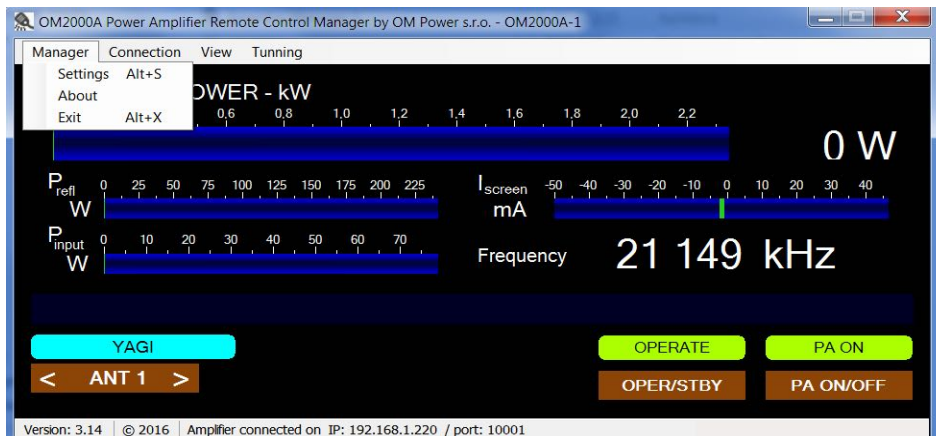 OM2000A Power Amplifier Remote Control Manager by OM Power s.r.o. - OM2000A-1
Manager Connection View Tunning
Settings Alt+S
About
Exit Alt+X
OWER - kW
0,6 0,8 1,0 1,2 1,4 1,6 1,8 2,0 2,2
0 W
Prefl W 0 25 50 75 100 125 150 175 200 225
Iscreen mA -50 -40 -30 -20 -10 0 10 20 30 40
Pinput W 0 10 20 30 40 50 60 70
Frequency 21 149 kHz
YAGI
OPERATE PA ON
< ANT 1 >
OPER/STBY PA ON/OFF
Version: 3.14 © 2016 Amplifier connected on IP: 192.168.1.220 / port: 10001